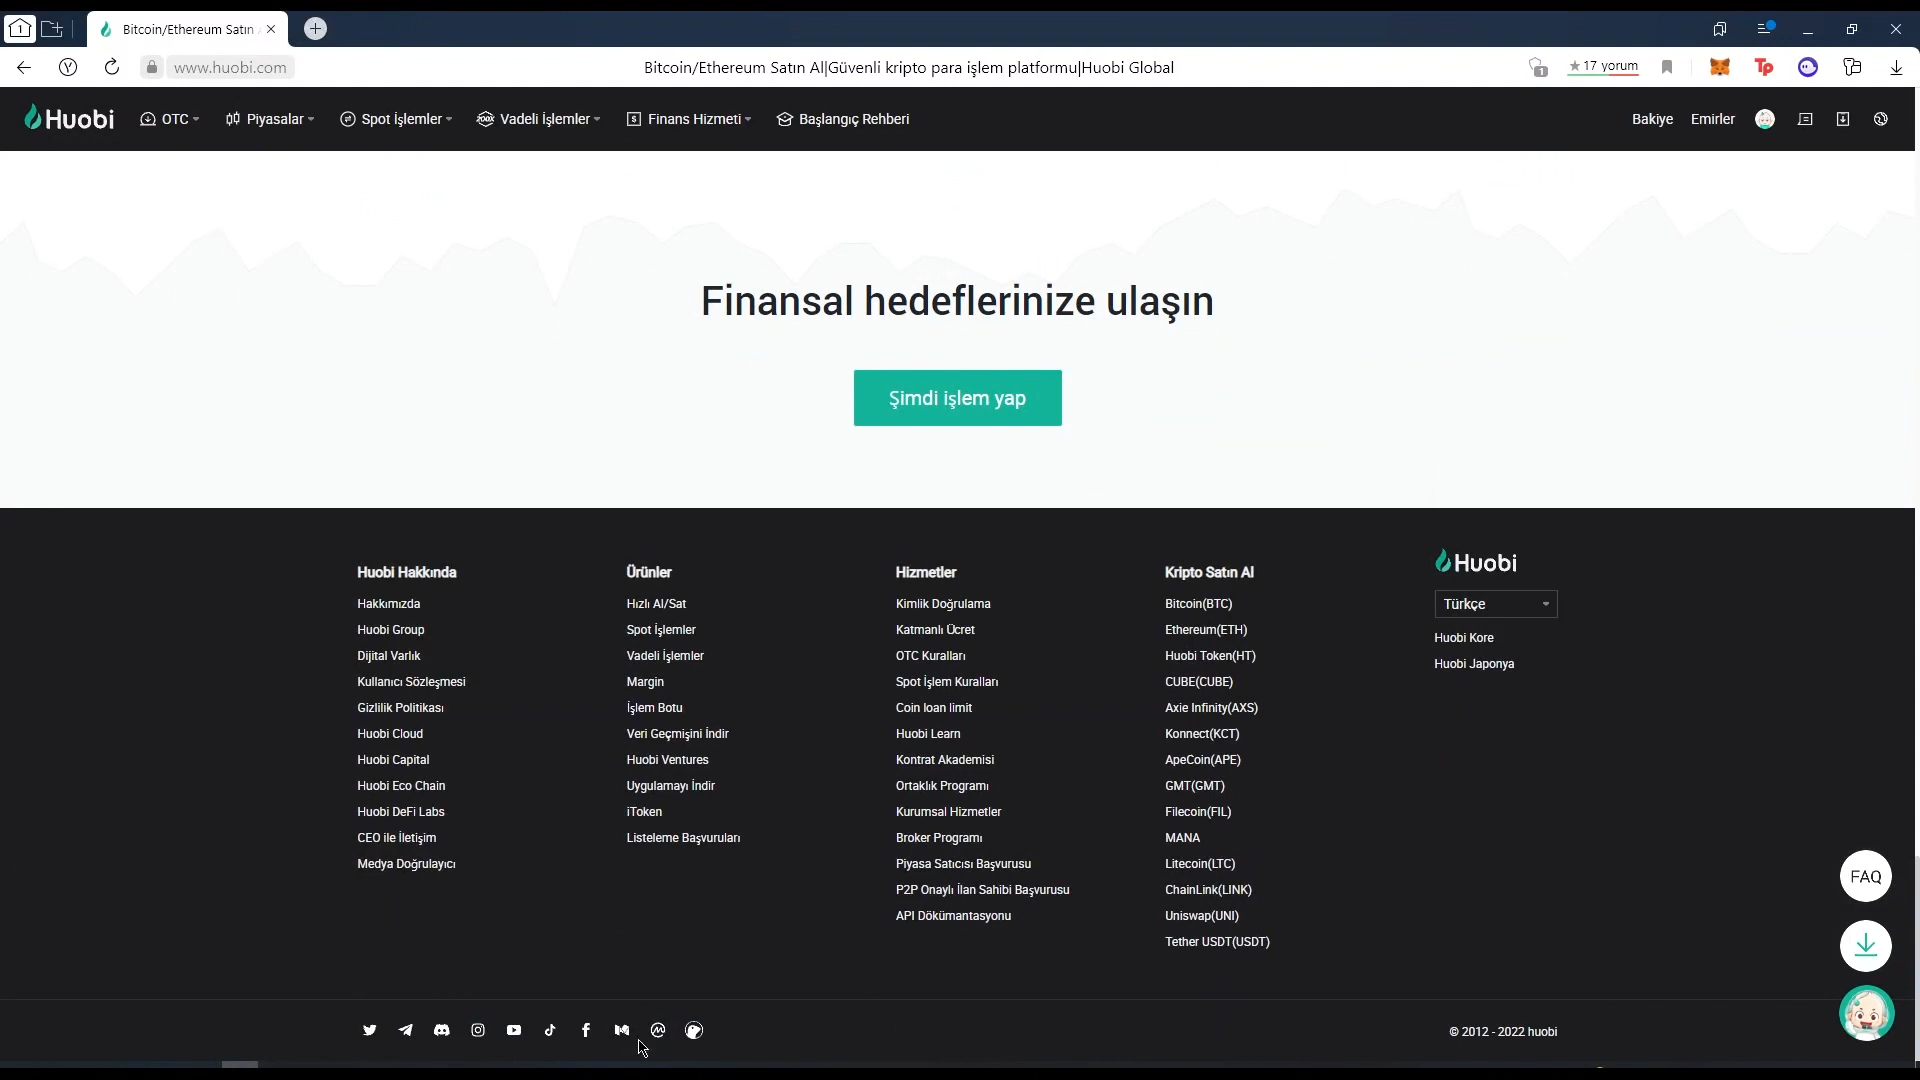 1 Bitcoin/Ethereum Satın
www.huobi.com Bitcoin/Ethereum Satın Al|Güvenli kripto para işlem platformu|Huobi Global 1 17 yorum Tp
Huobi OTC Piyasalar Spot İşlemler 200X Vadeli İşlemler Finans Hizmeti Başlangıç Rehberi Bakiye Emirler
Finansal hedeflerinize ulaşın
Şimdi işlem yap
Huobi Hakkında
Hakkımızda
Huobi Group
Dijital Varlık
Kullanıcı Sözleşmesi
Gizlilik Politikası
Huobi Cloud
Huobi Capital
Huobi Eco Chain
Huobi DeFi Labs
CEO ile İletişim
Medya Doğrulayıcı
Ürünler
Hızlı Al/Sat
Spot İşlemler
Vadeli İşlemler
Margin
İşlem Botu
Veri Geçmişini İndir
Huobi Ventures
Uygulamayı İndir
iToken
Listeleme Başvuruları
Hizmetler
Kimlik Doğrulama
Katmanlı Ücret
OTC Kuralları
Spot İşlem Kuralları
Coin loan limit
Huobi Learn
Kontrat Akademisi
Ortaklık Programı
Kurumsal Hizmetler
Broker Programı
Piyasa Satıcısı Başvurusu
P2P Onaylı İlan Sahibi Başvurusu
API Dökümantasyonu
Kripto Satın Al
Bitcoin(BTC)
Ethereum(ETH)
Huobi Token(HT)
CUBE(CUBE)
Axie Infinity(AXS)
Konnect(KCT)
ApeCoin(APE)
GMT(GMT)
Filecoin(FIL)
MANA
Litecoin(LTC)
ChainLink(LINK)
Uniswap(UNI)
Tether USDT(USDT)
Huobi
Türkçe
Huobi Kore
Huobi Japonya
FAQ
© 2012 - 2022 huobi